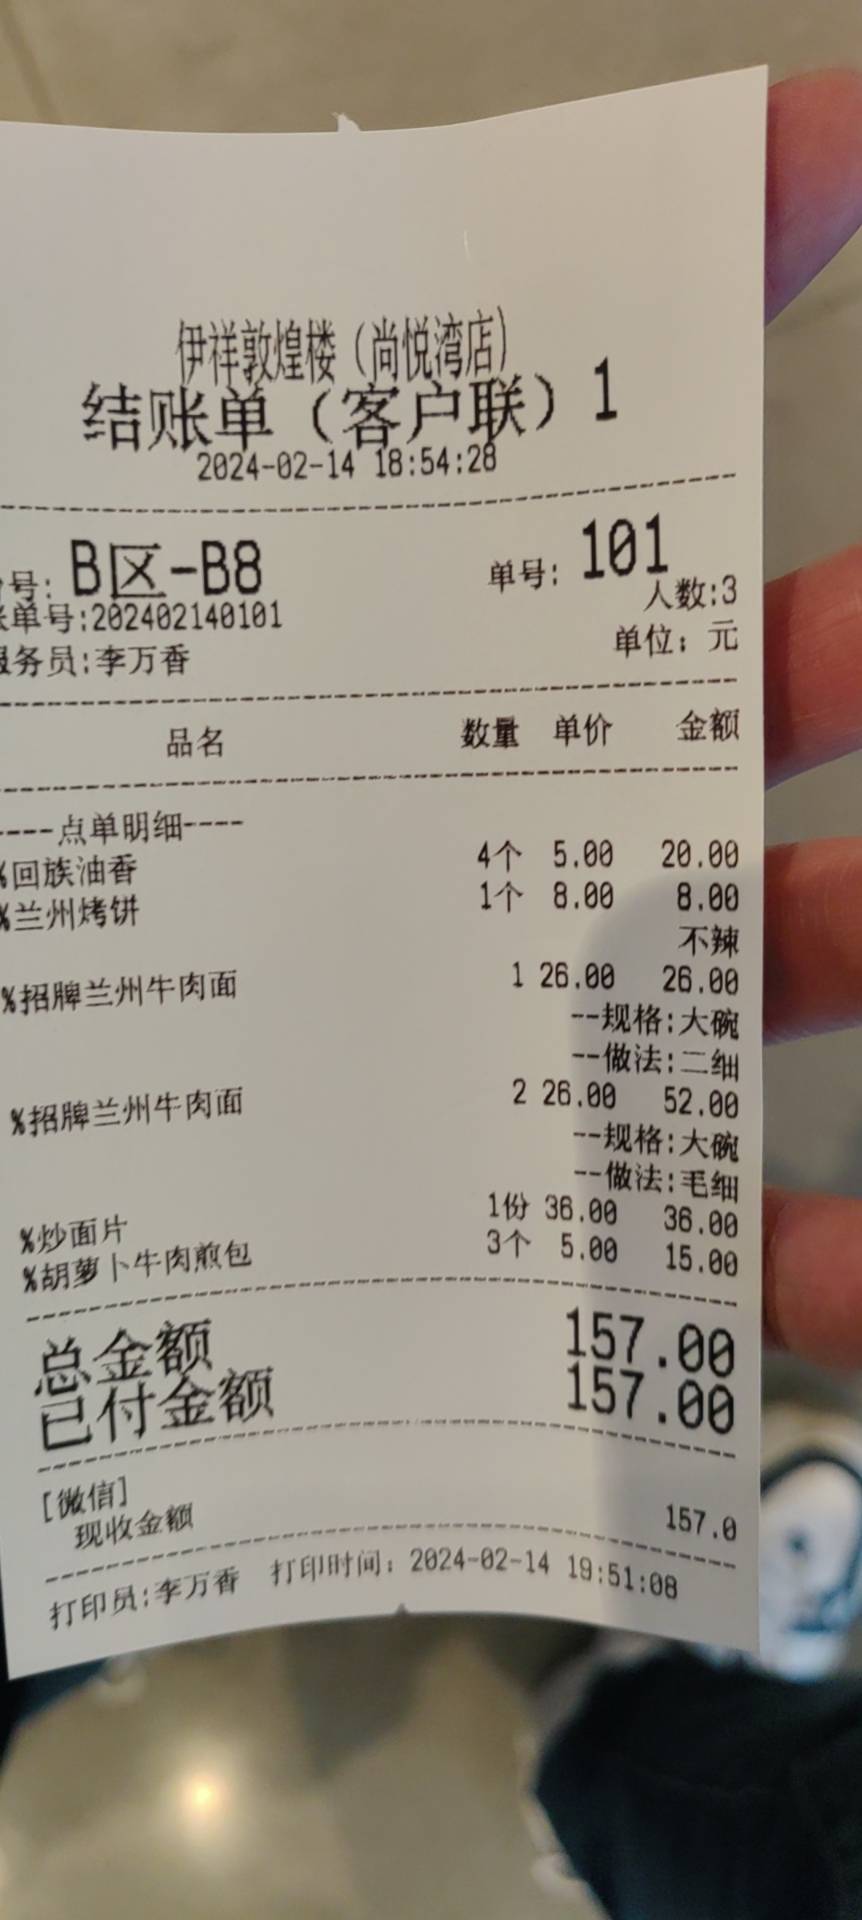 伊祥敦煌楼（尚悦湾店）
结账单（客户联）1
2024-02-14 18:54:28
号: B区-B8 单号: 101
人数:3
单号:202402140101
单位: 元
服务员:李万香
品名 数量 单价 金额
----点单明细----
%回族油香 4个 5.00 20.00
%兰州烤饼 1个 8.00 8.00
不辣
%招牌兰州牛肉面 1 26.00 26.00
--规格:大碗
--做法:二细
%招牌兰州牛肉面 2 26.00 52.00
--规格:大碗
--做法:毛细
%炒面片 1份 36.00 36.00
%胡萝卜牛肉煎包 3个 5.00 15.00
总金额 157.00
已付金额 157.00
[微信]
现收金额 157.0
打印员:李万香 打印时间: 2024-02-14 19:51:08